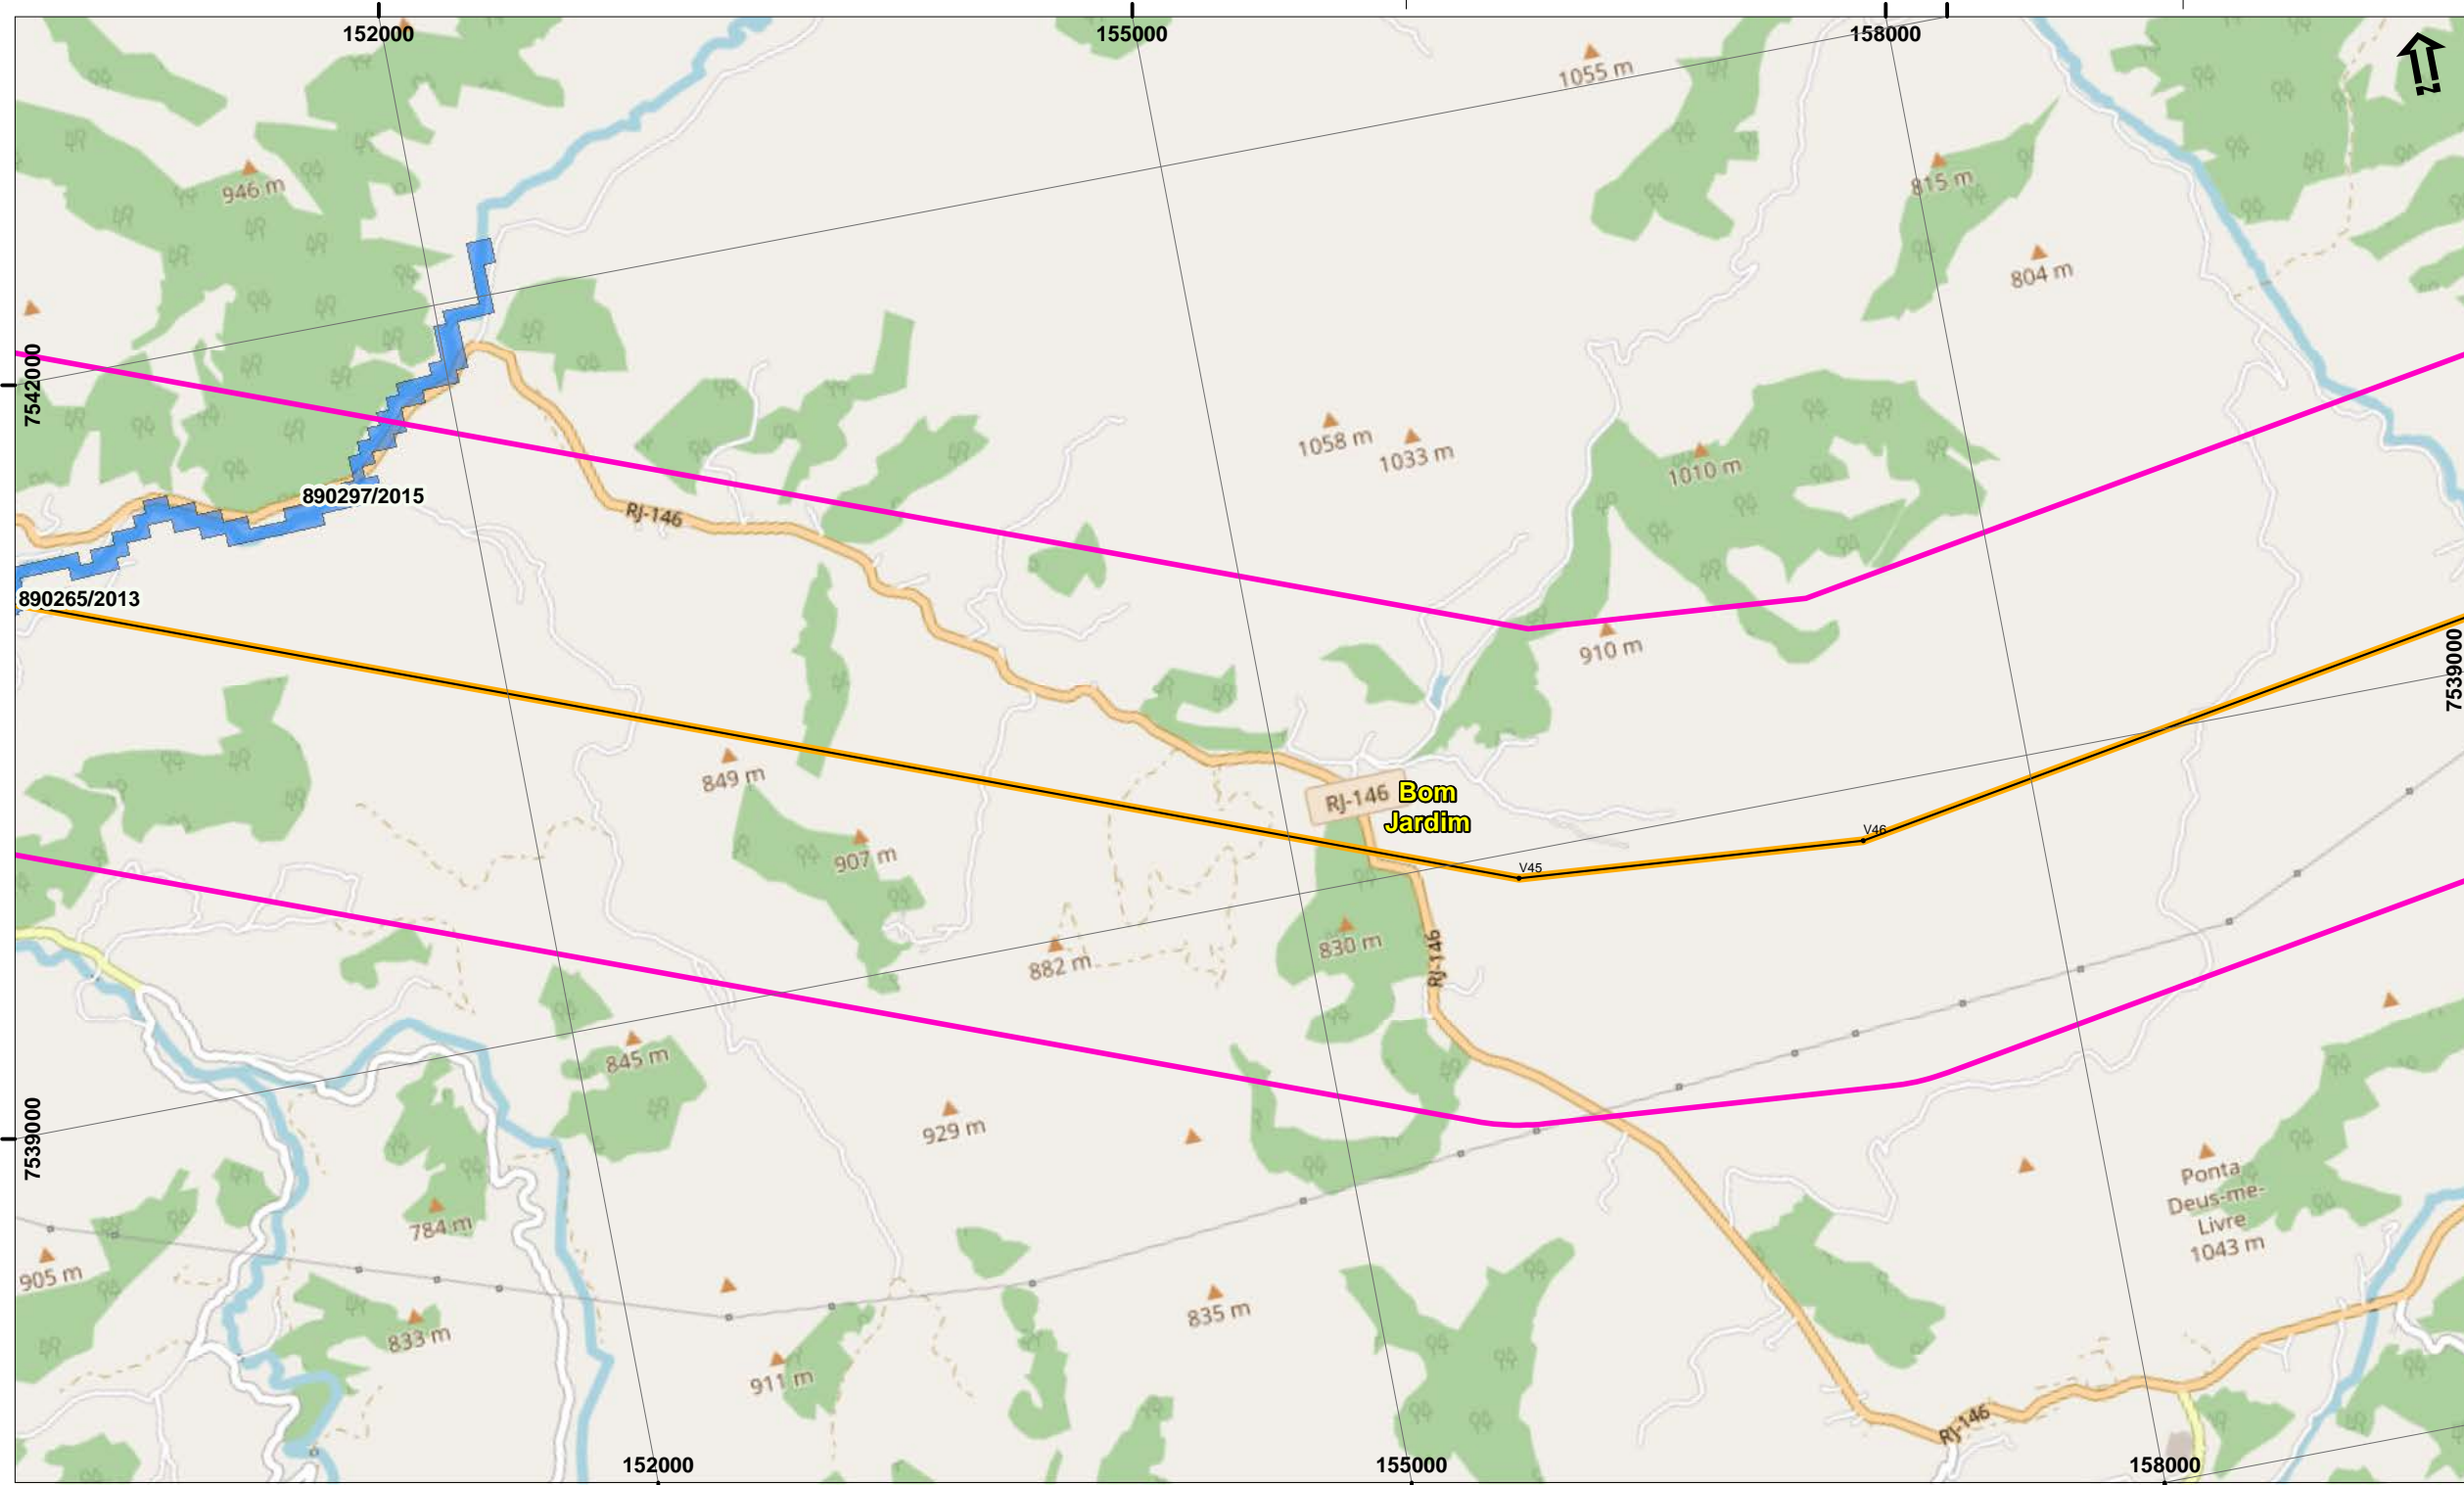 152000
155000
158000
1055 m
946 m
815 m
804 m
7542000
1058 m
1033 m
1010 m
890297/2015
RJ-146
890265/2013
910 m
7539000
849 m
RJ-146
Bom
Jardim
V46
907 m
V45
830 m
882 m
RJ-146
845 m
929 m
7539000
Ponta
Deus-me-
Livre
1043 m
784 m
905 m
835 m
833 m
911 m
RJ-146
152000
155000
158000